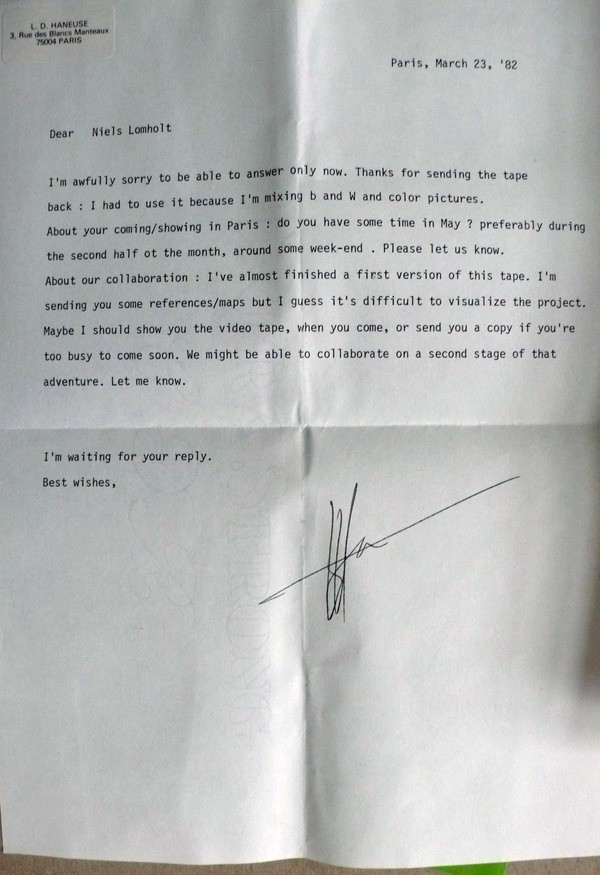 L. D. HANEUSE
3, Rue des Blancs Manteaux
75004 PARIS
Paris, March 23, '82
Dear Niels Lomholt
I'm awfully sorry to be able to answer only now. Thanks for sending the tape
back : I had to use it because I'm mixing b and W and color pictures.
About your coming/showing in Paris : do you have some time in May ? preferably during
the second half ot the month, around some week-end . Please let us know.
About our collaboration : I've almost finished a first version of this tape. I'm
sending you some references/maps but I guess it's difficult to visualize the project.
Maybe I should show you the video tape, when you come, or send you a copy if you're
too busy to come soon. We might be able to collaborate on a second stage of that
adventure. Let me know.
I'm waiting for your reply.
Best wishes,